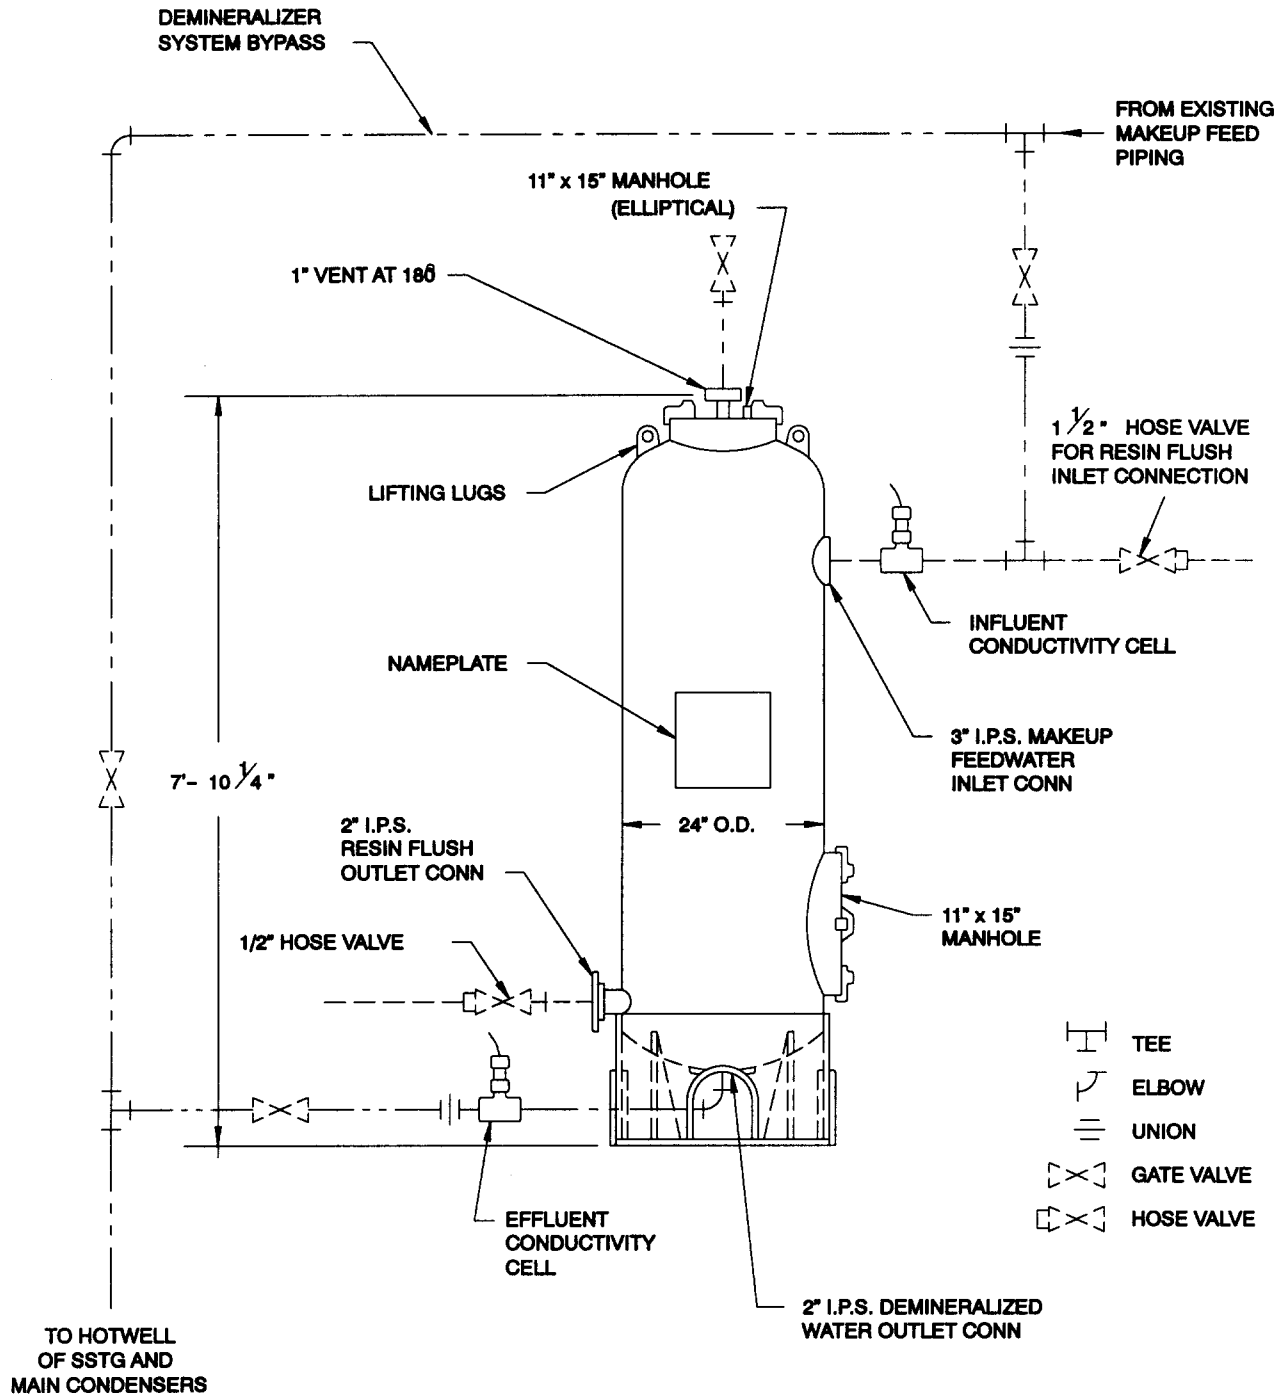 DEMINERALIZER
SYSTEM BYPASS
FROM EXISTING
MAKEUP FEED
PIPING
11" x 15" MANHOLE
(ELLIPTICAL)
1" VENT AT 180
1 1/2" HOSE VALVE
FOR RESIN FLUSH
INLET CONNECTION
LIFTING LUGS
INFLUENT
CONDUCTIVITY CELL
NAMEPLATE
3" I.P.S. MAKEUP
FEEDWATER
INLET CONN
7'- 10 1/4"
24" O.D.
2" I.P.S.
RESIN FLUSH
OUTLET CONN
11" x 15"
MANHOLE
1/2" HOSE VALVE
TEE
ELBOW
UNION
GATE VALVE
HOSE VALVE
EFFLUENT
CONDUCTIVITY
CELL
2" I.P.S. DEMINERALIZED
WATER OUTLET CONN
TO HOTWELL
OF SSTG AND
MAIN CONDENSERS